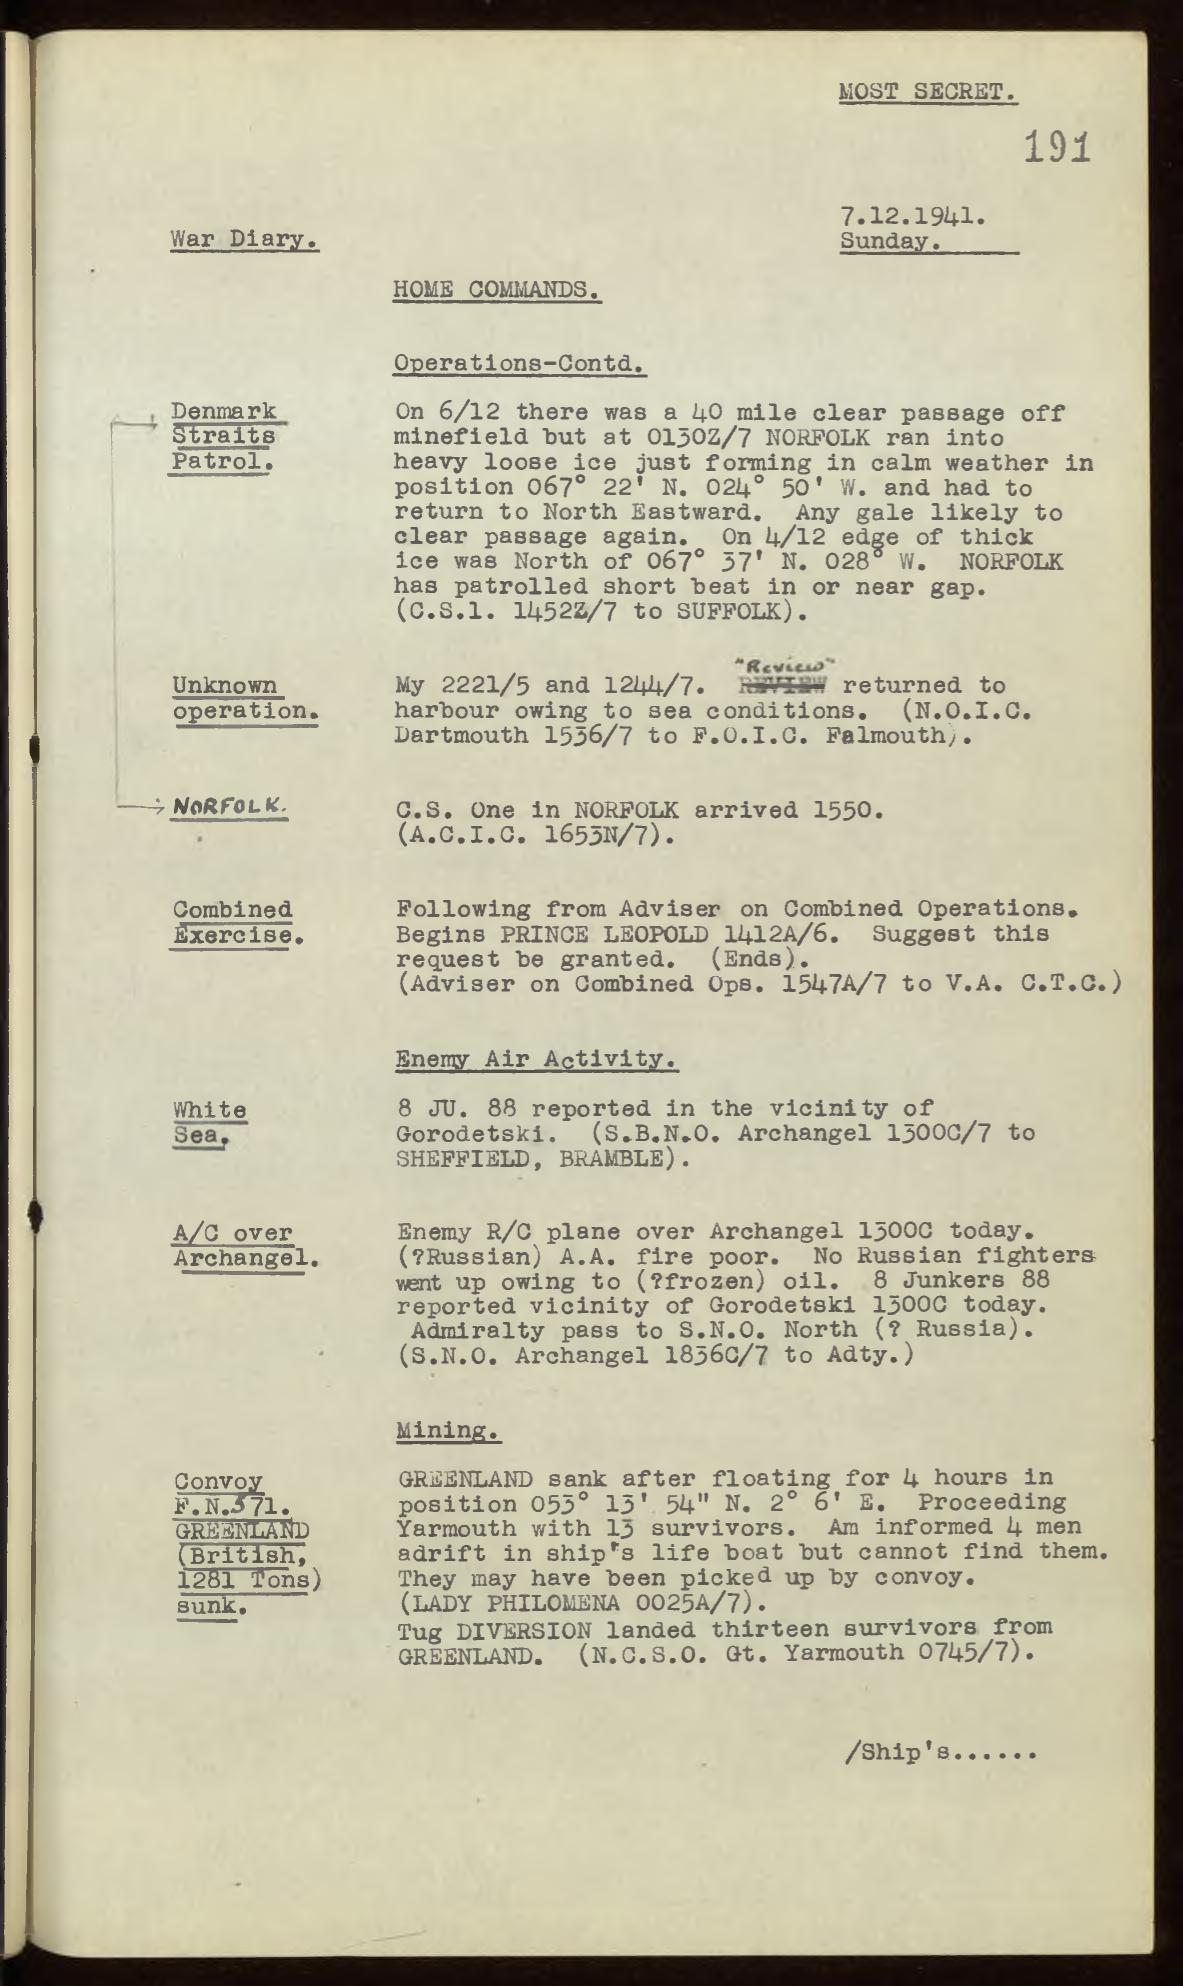 MOST SECRET.
191
7.12.1941.
War Diary.
Sunday.
HOME COMMANDS.
Operations-Contd.
Denmark
Straits
Patrol.
On 6/12 there was a 40 mile clear passage off
minefield but at 0130Z/7 NORFOLK ran into
heavy loose ice just forming in calm weather in
position 067° 22' N. 024° 50' W. and had to
return to North Eastward. Any gale likely to
clear passage again. On 4/12 edge of thick
ice was North of 067° 37' N. 028° W. NORFOLK
has patrolled short beat in or near gap.
(C.S.1. 1452Z/7 to SUFFOLK).
Unknown
operation.
"Review"
My 2221/5 and 1244/7. REVIEW returned to
harbour owing to sea conditions. (N.O.I.C.
Dartmouth 1536/7 to F.O.I.C. Falmouth).
NORFOLK.
C.S. One in NORFOLK arrived 1550.
(A.C.I.C. 1653N/7).
Combined
Exercise.
Following from Adviser on Combined Operations.
Begins PRINCE LEOPOLD 1412A/6. Suggest this
request be granted. (Ends).
(Adviser on Combined Ops. 1547A/7 to V.A. C.T.C.)
Enemy Air Activity.
White
Sea.
8 JU. 88 reported in the vicinity of
Gorodetski. (S.B.N.O. Archangel 1300C/7 to
SHEFFIELD, BRAMBLE).
A/C over
Archangel.
Enemy R/C plane over Archangel 1300C today.
(?Russian) A.A. fire poor. No Russian fighters
went up owing to (?frozen) oil. 8 Junkers 88
reported vicinity of Gorodetski 1300C today.
Admiralty pass to S.N.O. North (? Russia).
(S.N.O. Archangel 1836C/7 to Adty.)
Mining.
Convoy
F.N.571.
GREENLAND
(British,
1281 Tons)
sunk.
GREENLAND sank after floating for 4 hours in
position 053° 13' 54" N. 2° 6' E. Proceeding
Yarmouth with 13 survivors. Am informed 4 men
adrift in ship's life boat but cannot find them.
They may have been picked up by convoy.
(LADY PHILOMENA 0025A/7).
Tug DIVERSION landed thirteen survivors from
GREENLAND. (N.C.S.O. Gt. Yarmouth 0745/7).
/Ship's......